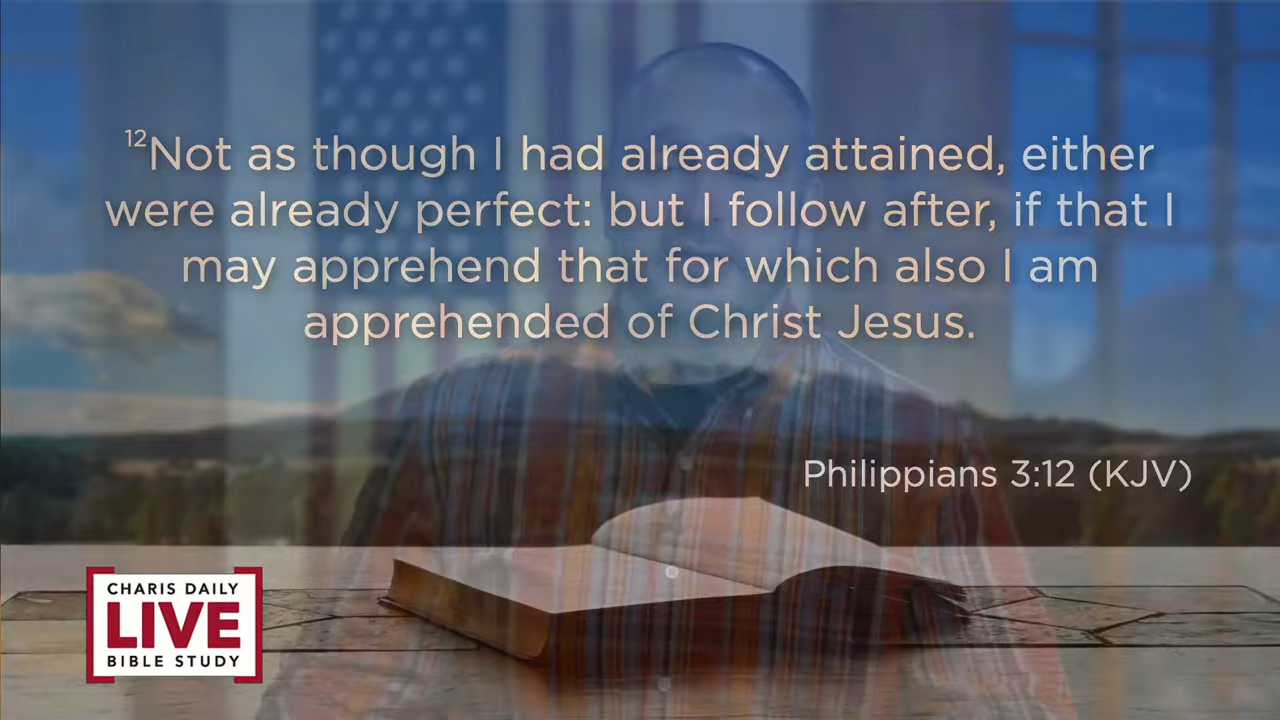 12Not as though I had already attained, either
were already perfect: but I follow after, if that I
may apprehend that for which also I am
apprehended of Christ Jesus.
Philippians 3:12 (KJV)
CHARIS DAILY
LIVE
BIBLE STUDY